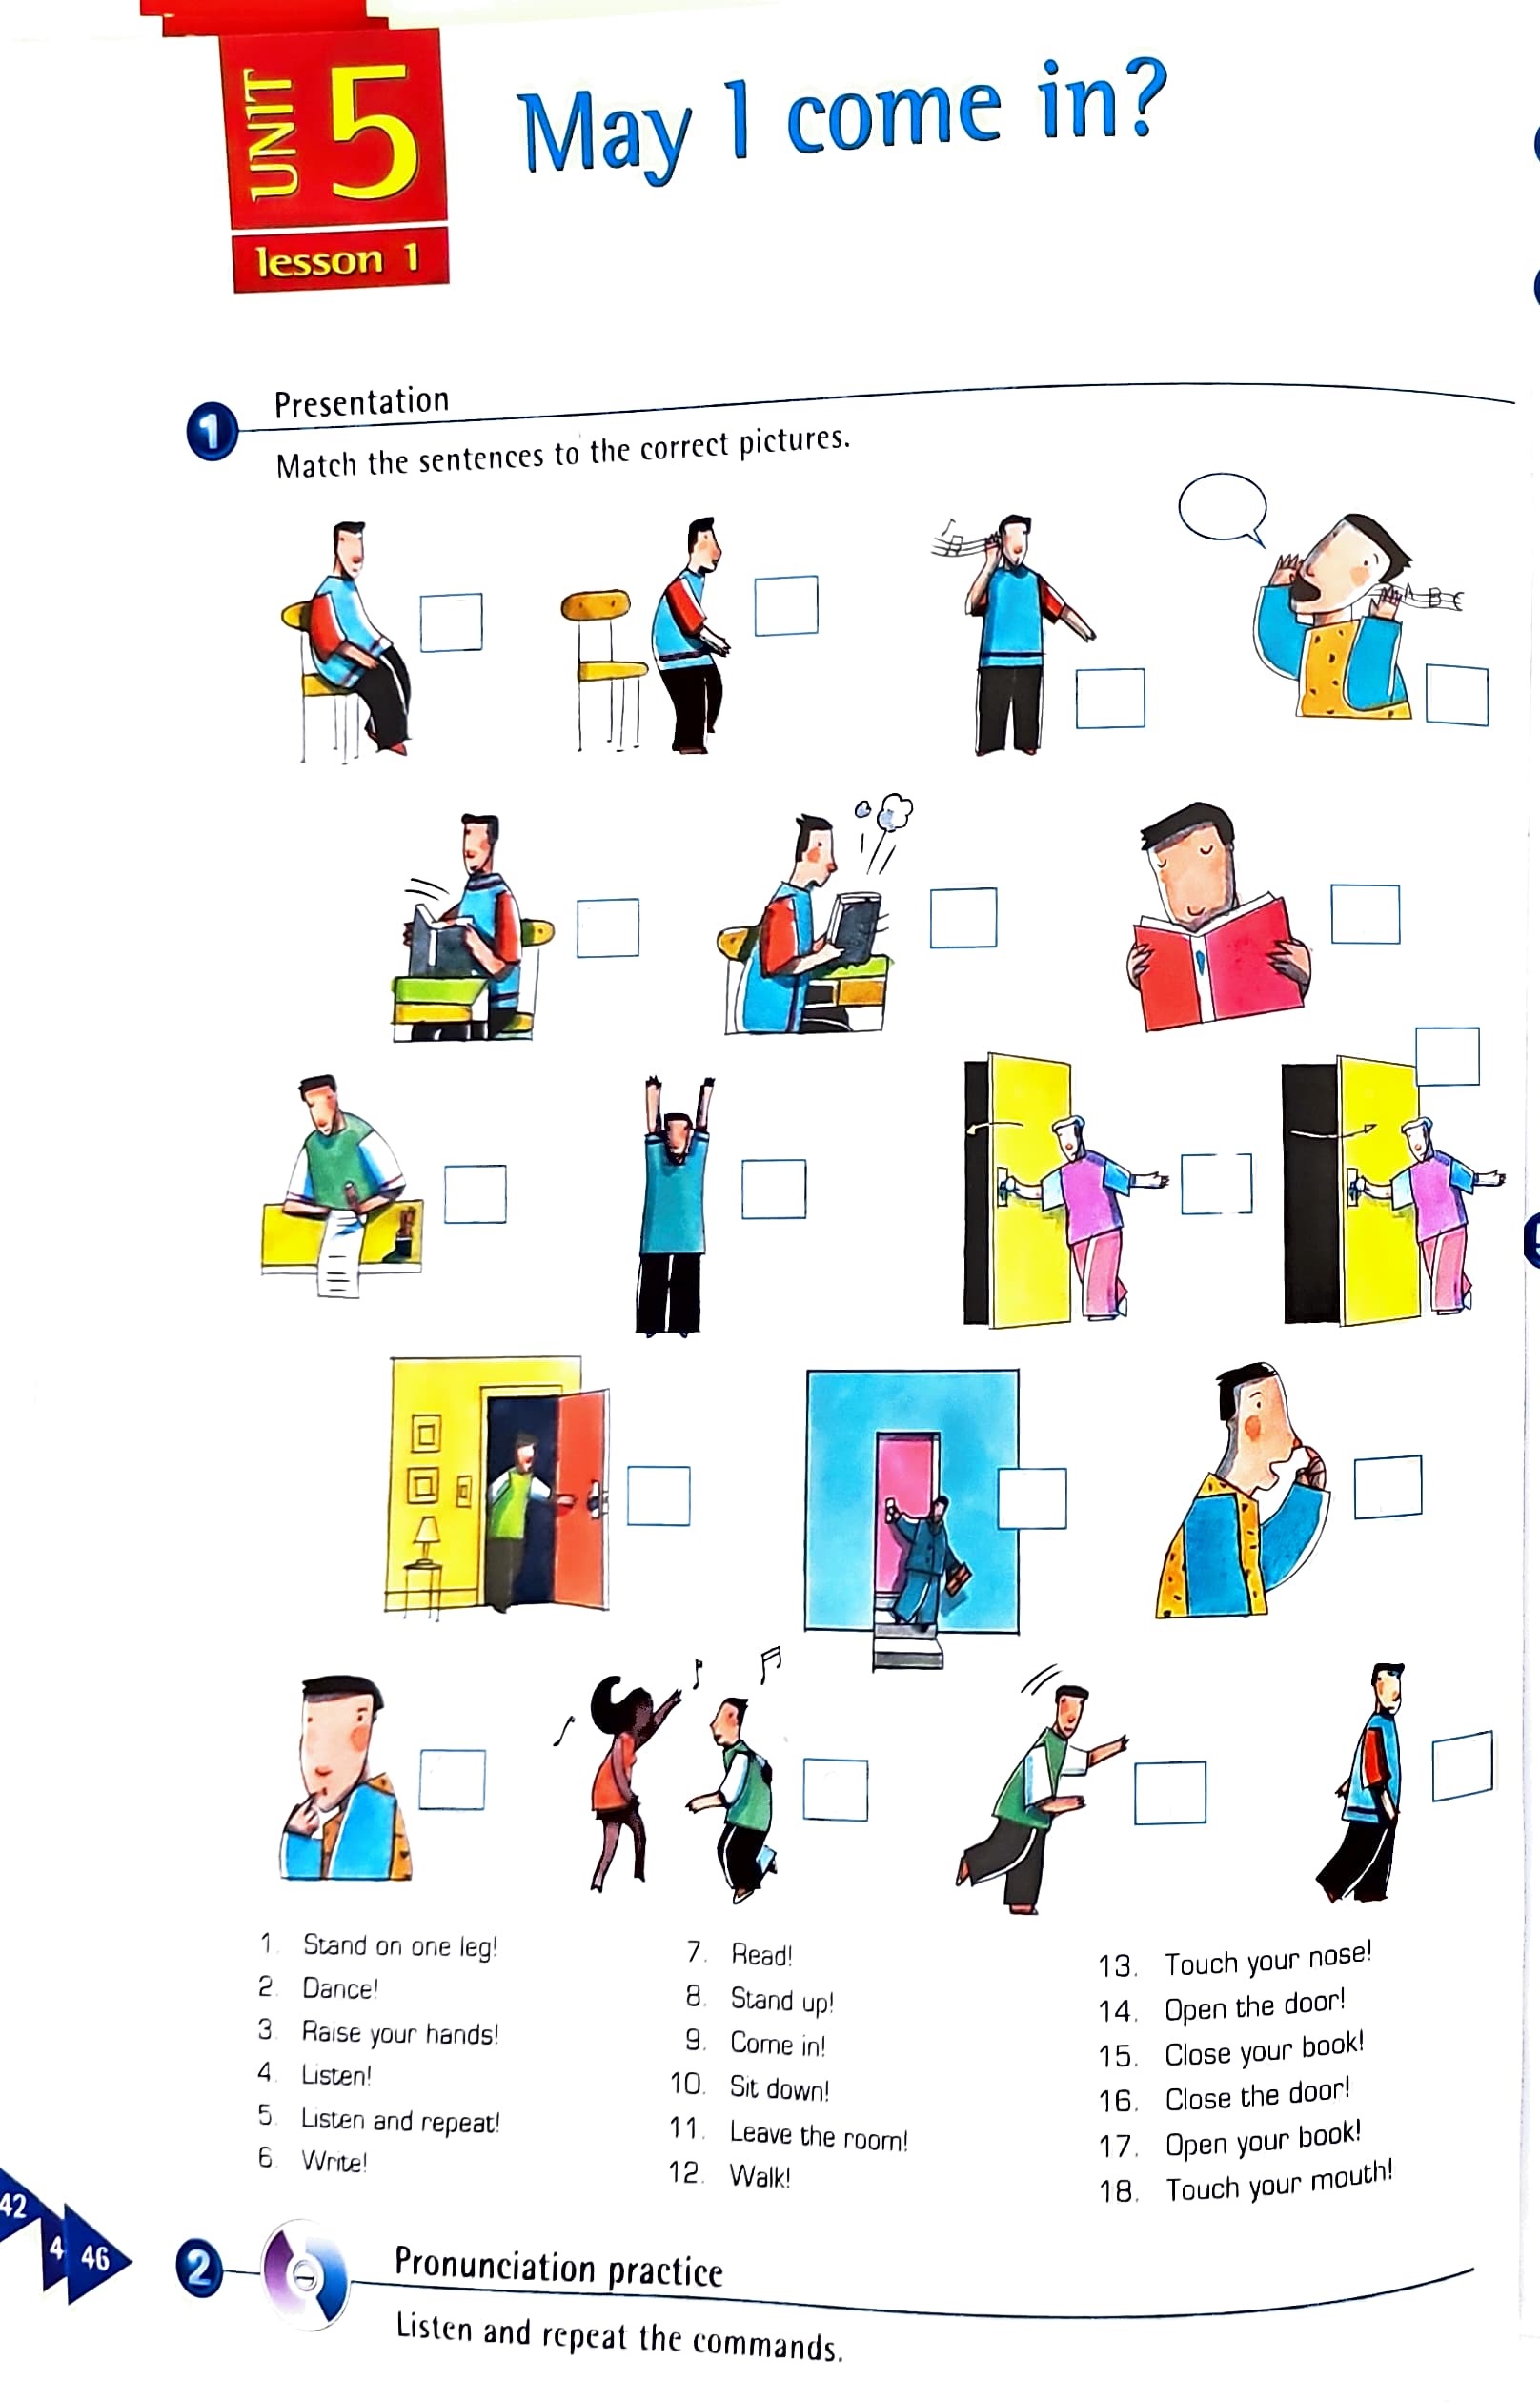 UNIT 5
lesson 1
May I come in?
1 Presentation
Match the sentences to the correct pictures.
A B C
1. Stand on one leg!
2. Dance!
3. Raise your hands!
4. Listen!
5. Listen and repeat!
6. Write!
7. Read!
8. Stand up!
9. Come in!
10. Sit down!
11. Leave the room!
12. Walk!
13. Touch your nose!
14. Open the door!
15. Close your book!
16. Close the door!
17. Open your book!
18. Touch your mouth!
42
4
46
2 Pronunciation practice
Listen and repeat the commands.